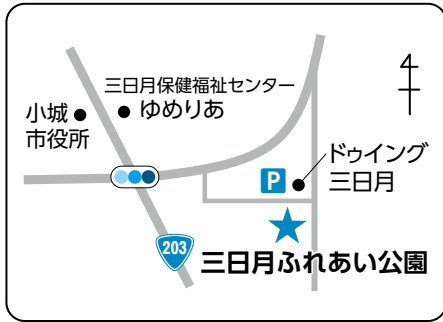 三日月保健福祉センター
ゆめりあ
小城
市役所
ドゥイング
三日月
P
203
三日月ふれあい公園